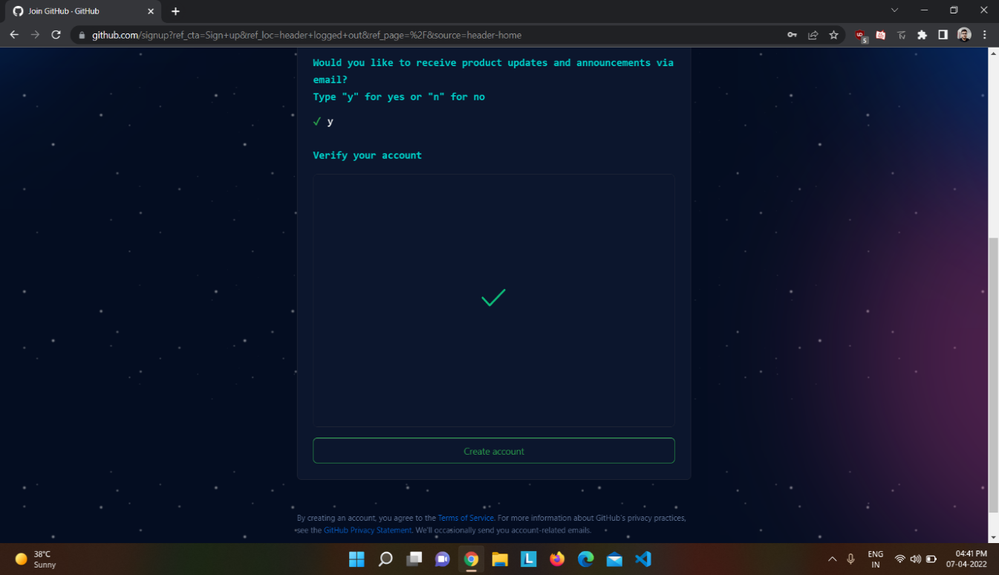 Join GitHub · GitHub
github.com/signup?ref_cta=Sign+up&ref_loc=header+logged+out&ref_page=%2F&source=header-home
5
Would you like to receive product updates and announcements via
email?
Type "y" for yes or "n" for no
✓ y
Verify your account
Create account
By creating an account, you agree to the Terms of Service. For more information about GitHub's privacy practices,
see the GitHub Privacy Statement. We'll occasionally send you account-related emails.
38°C
Sunny
L
ENG
IN
04:41 PM
07-04-2022